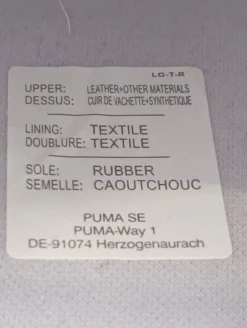 LO-T-R
UPPER: LEATHER+OTHER MATERIALS
DESSUS: CUIR DE VACHETTE+SYNTHETIQUE
LINING: TEXTILE
DOUBLURE: TEXTILE
SOLE: RUBBER
SEMELLE: CAOUTCHOUC
PUMA SE
PUMA-Way 1
DE-91074 Herzogenaurach